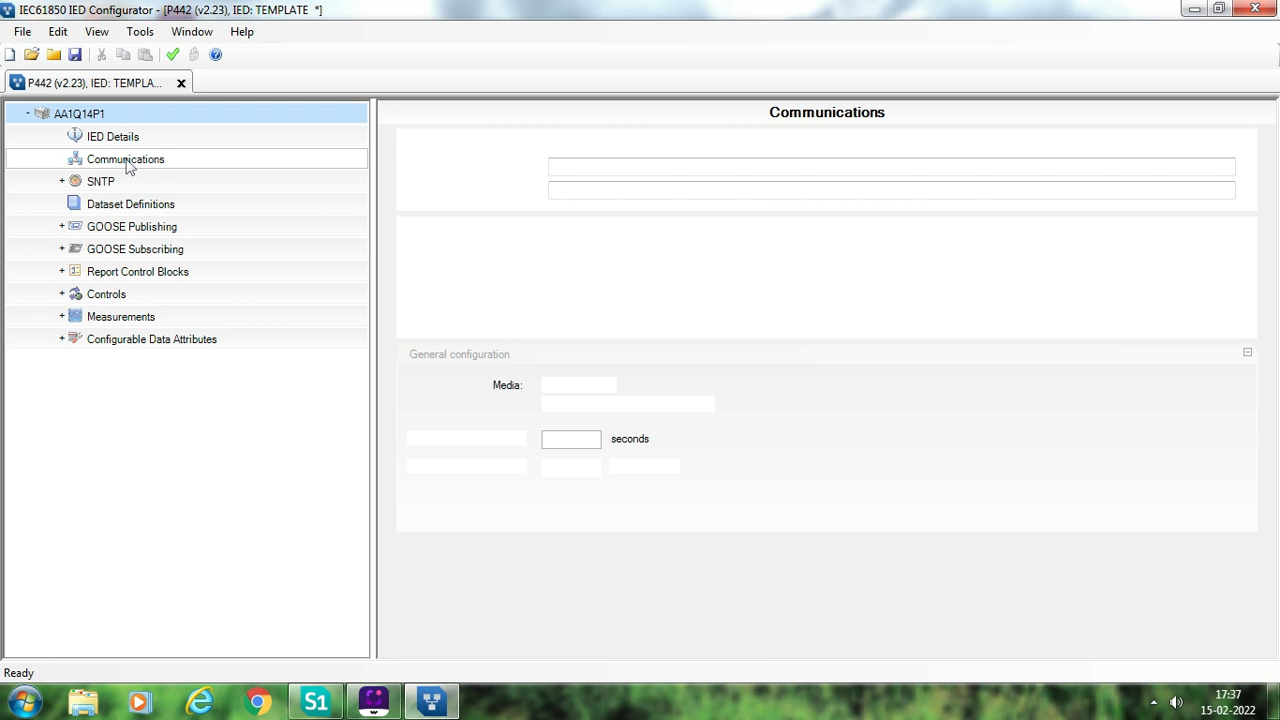 IEC61850 IED Configurator - [P442 (v2.23), IED: TEMPLATE *]
File Edit View Tools Window Help
P442 (v2.23), IED: TEMPLA...
- AA1Q14P1
IED Details
Communications
+ SNTP
Dataset Definitions
+ GOOSE Publishing
+ GOOSE Subscribing
+ Report Control Blocks
+ Controls
+ Measurements
+ Configurable Data Attributes
Communications
General configuration
Media:
seconds
Ready
S1
17:37
15-02-2022